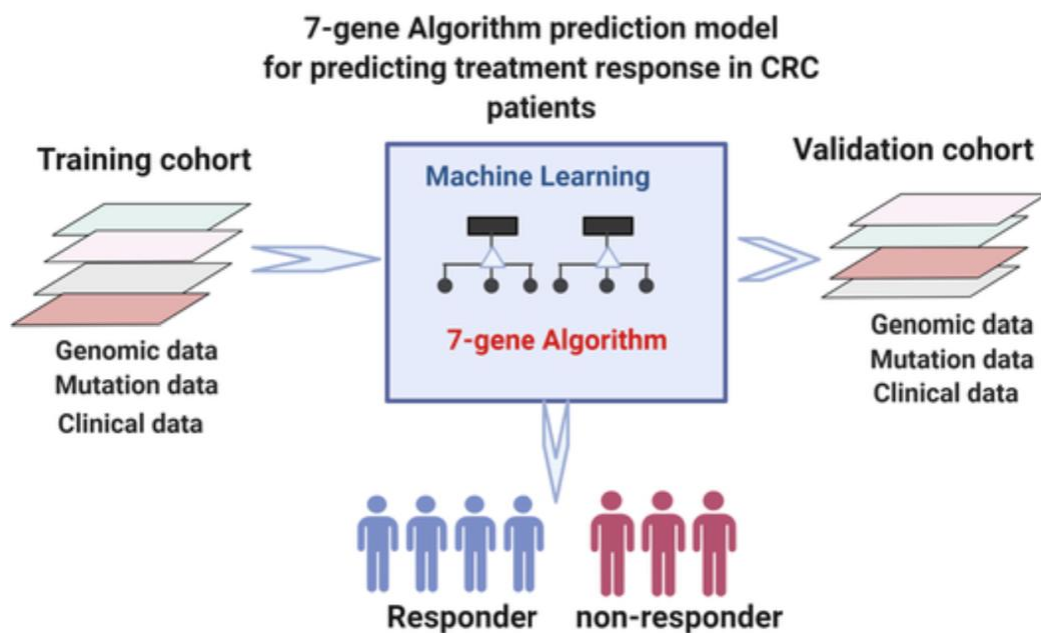 7-gene Algorithm prediction model
for predicting treatment response in CRC
patients
Training cohort
Genomic data
Mutation data
Clinical data
Machine Learning
7-gene Algorithm
Validation cohort
Genomic data
Mutation data
Clinical data
Responder
non-responder